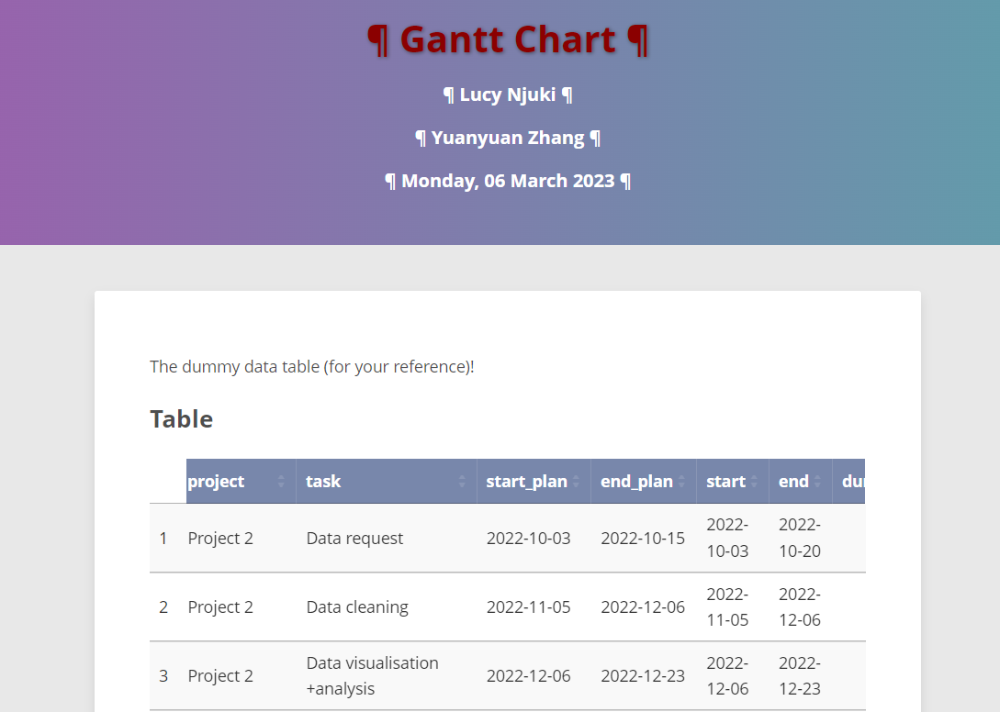 ¶ Gantt Chart ¶
¶ Lucy Njuki ¶
¶ Yuanyuan Zhang ¶
¶ Monday, 06 March 2023 ¶
The dummy data table (for your reference)!
Table
project task start_plan end_plan start end
1 Project 2 Data request 2022-10-03 2022-10-15 2022-
10-03 2022-
10-20
2 Project 2 Data cleaning 2022-11-05 2022-12-06 2022-
11-05 2022-
12-06
3 Project 2 Data visualisation
+analysis 2022-12-06 2022-12-23 2022-
12-06 2022-
12-23